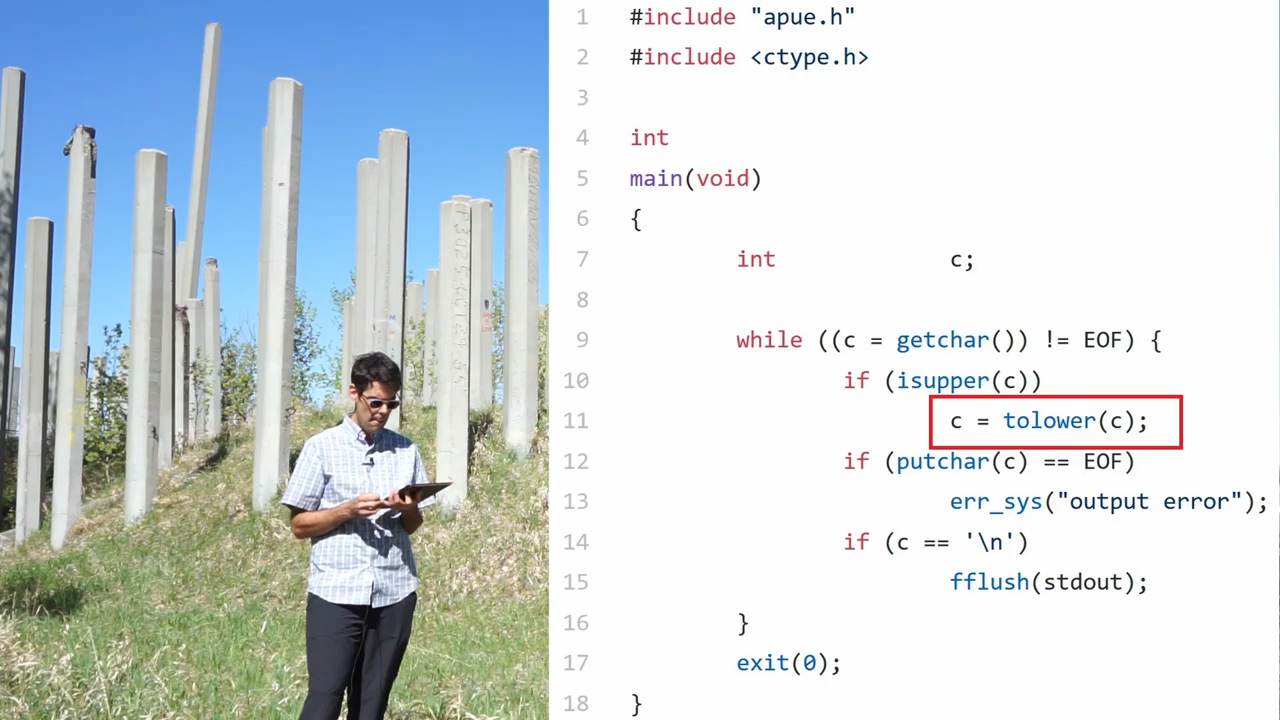 1 #include "apue.h"
2 #include <ctype.h>
3
4 int
5 main(void)
6 {
7 int c;
8
9 while ((c = getchar()) != EOF) {
10 if (isupper(c))
11 c = tolower(c);
12 if (putchar(c) == EOF)
13 err_sys("output error");
14 if (c == '\n')
15 fflush(stdout);
16 }
17 exit(0);
18 }